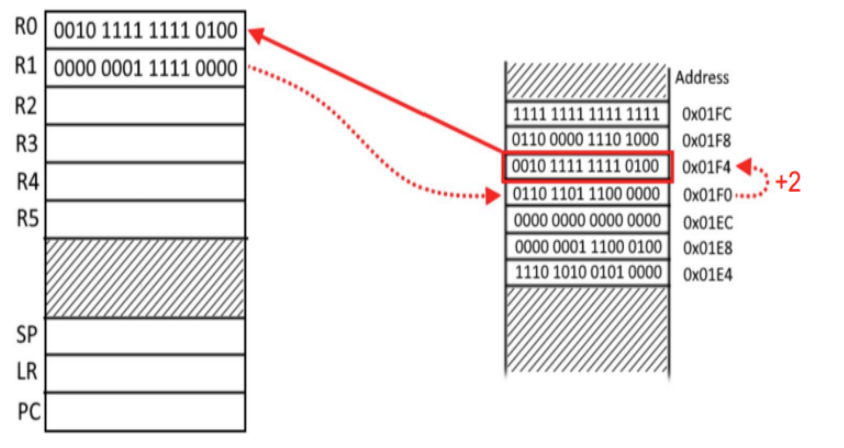 R0 0010 1111 1111 0100
R1 0000 0001 1111 0000
R2
R3
R4
R5
SP
LR
PC
Address
1111 1111 1111 1111 0x01FC
0110 0000 1110 1000 0x01F8
0010 1111 1111 0100 0x01F4
0110 1101 1100 0000 0x01F0
+2
0000 0000 0000 0000 0x01EC
0000 0001 1100 0100 0x01E8
1110 1010 0101 0000 0x01E4